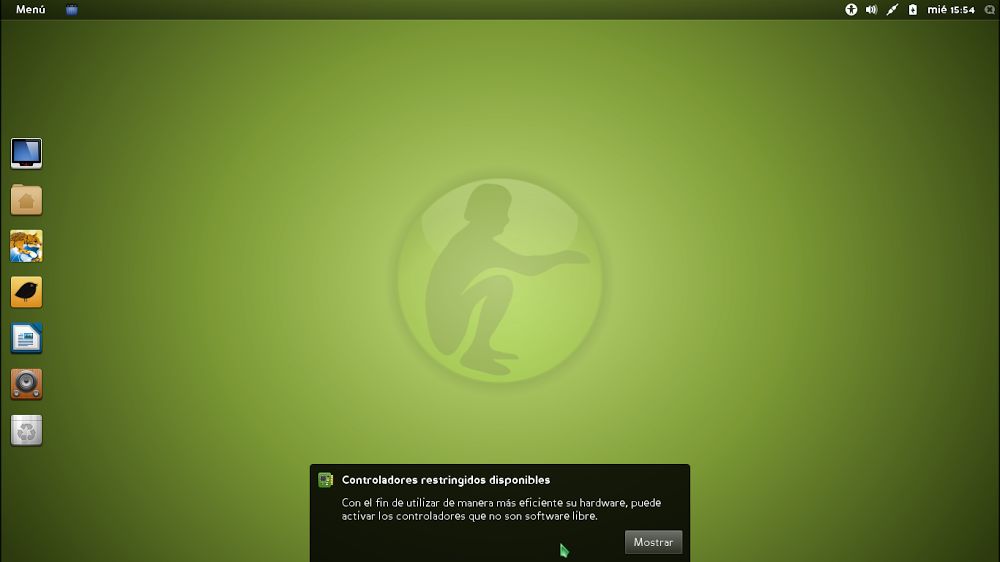 Menú
mié 15:54
Controladores restringidos disponibles
Con el fin de utilizar de manera más eficiente su hardware, puede
activar los controladores que no son software libre.
Mostrar